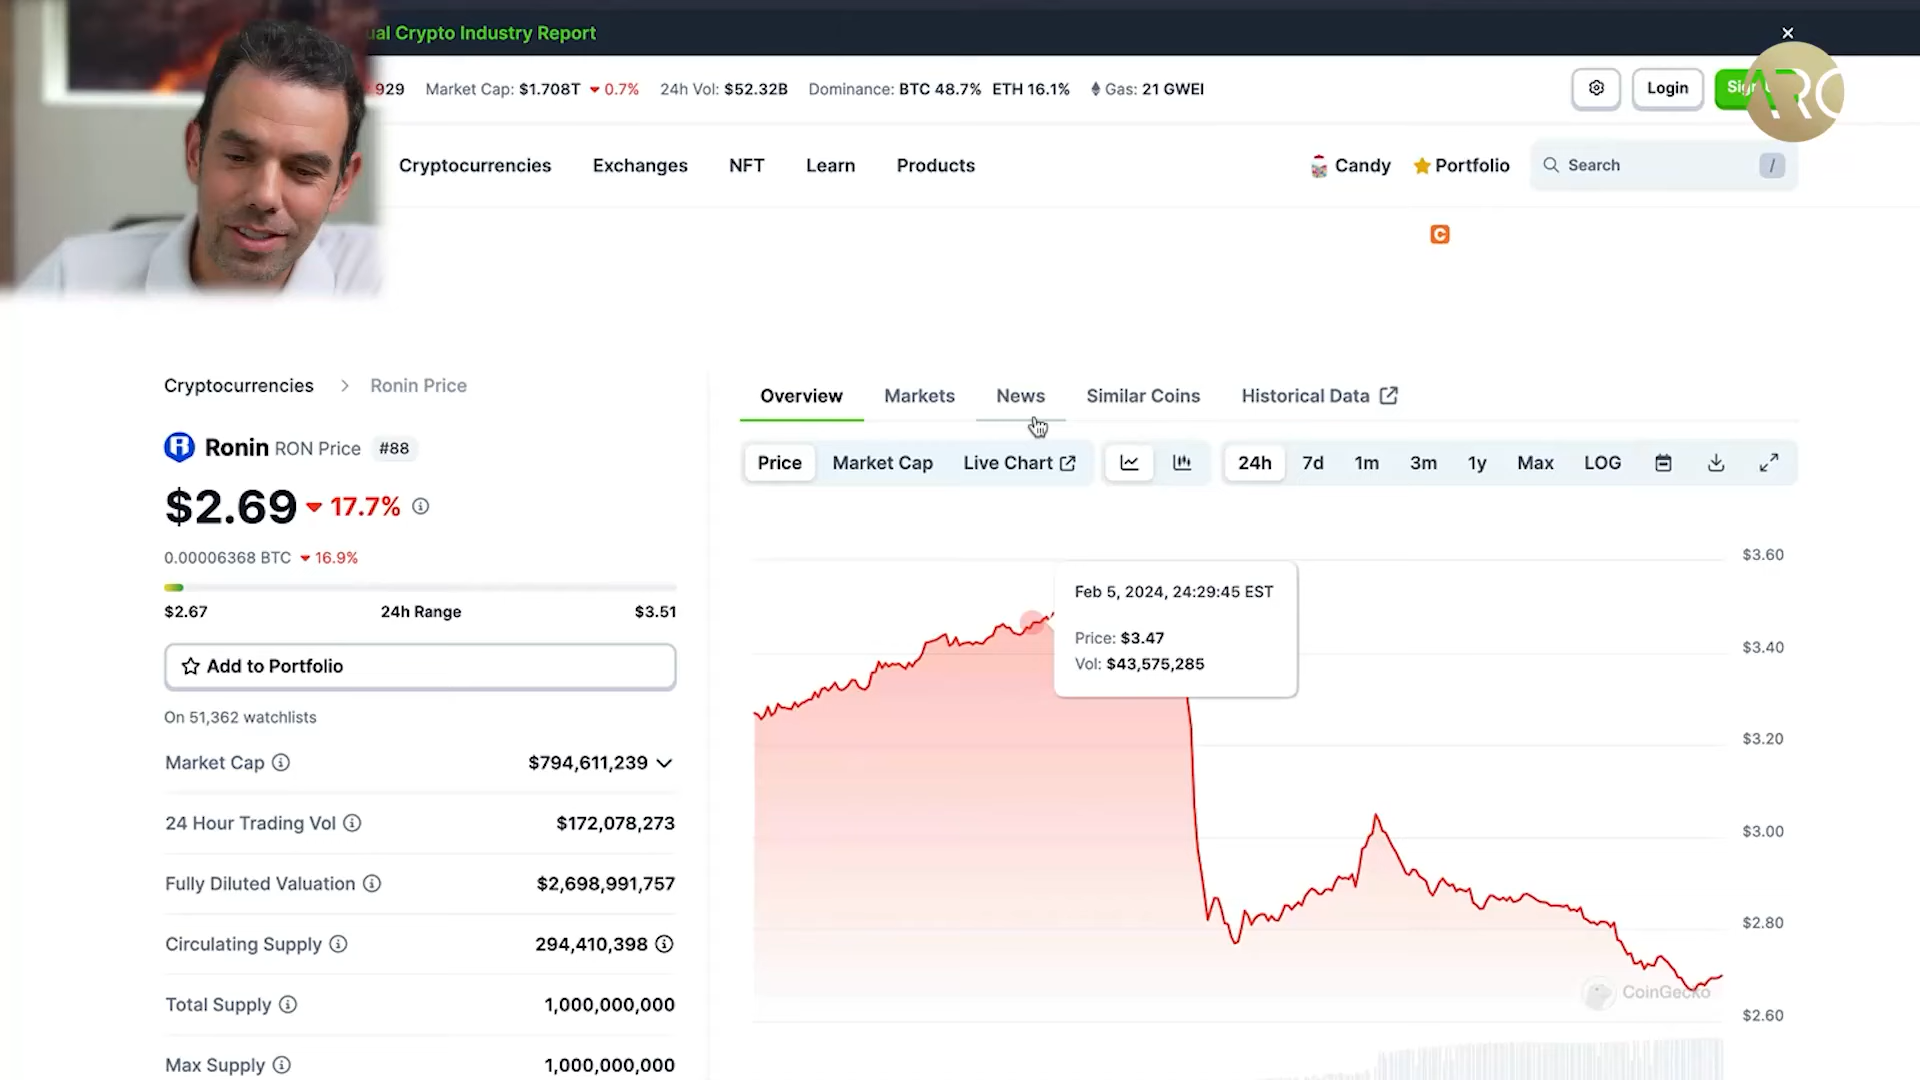 ual Crypto Industry Report
929 Market Cap: $1.708T 0.7% 24h Vol: $52.32B Dominance: BTC 48.7% ETH 16.1% Gas: 21 GWEI
Login
ARC
Cryptocurrencies Exchanges NFT Learn Products
Candy Portfolio Search /
C
Cryptocurrencies > Ronin Price
Ronin RON Price #88
$2.69 17.7%
0.00006368 BTC 16.9%
$2.67 24h Range $3.51
Add to Portfolio
On 51,362 watchlists
Market Cap $794,611,239
24 Hour Trading Vol $172,078,273
Fully Diluted Valuation $2,698,991,757
Circulating Supply 294,410,398
Total Supply 1,000,000,000
Max Supply 1,000,000,000
Overview Markets News Similar Coins Historical Data
Price Market Cap Live Chart 24h 7d 1m 3m 1y Max LOG
Feb 5, 2024, 24:29:45 EST
Price: $3.47
Vol: $43,575,285
$3.60
$3.40
$3.20
$3.00
$2.80
$2.60
CoinGecko